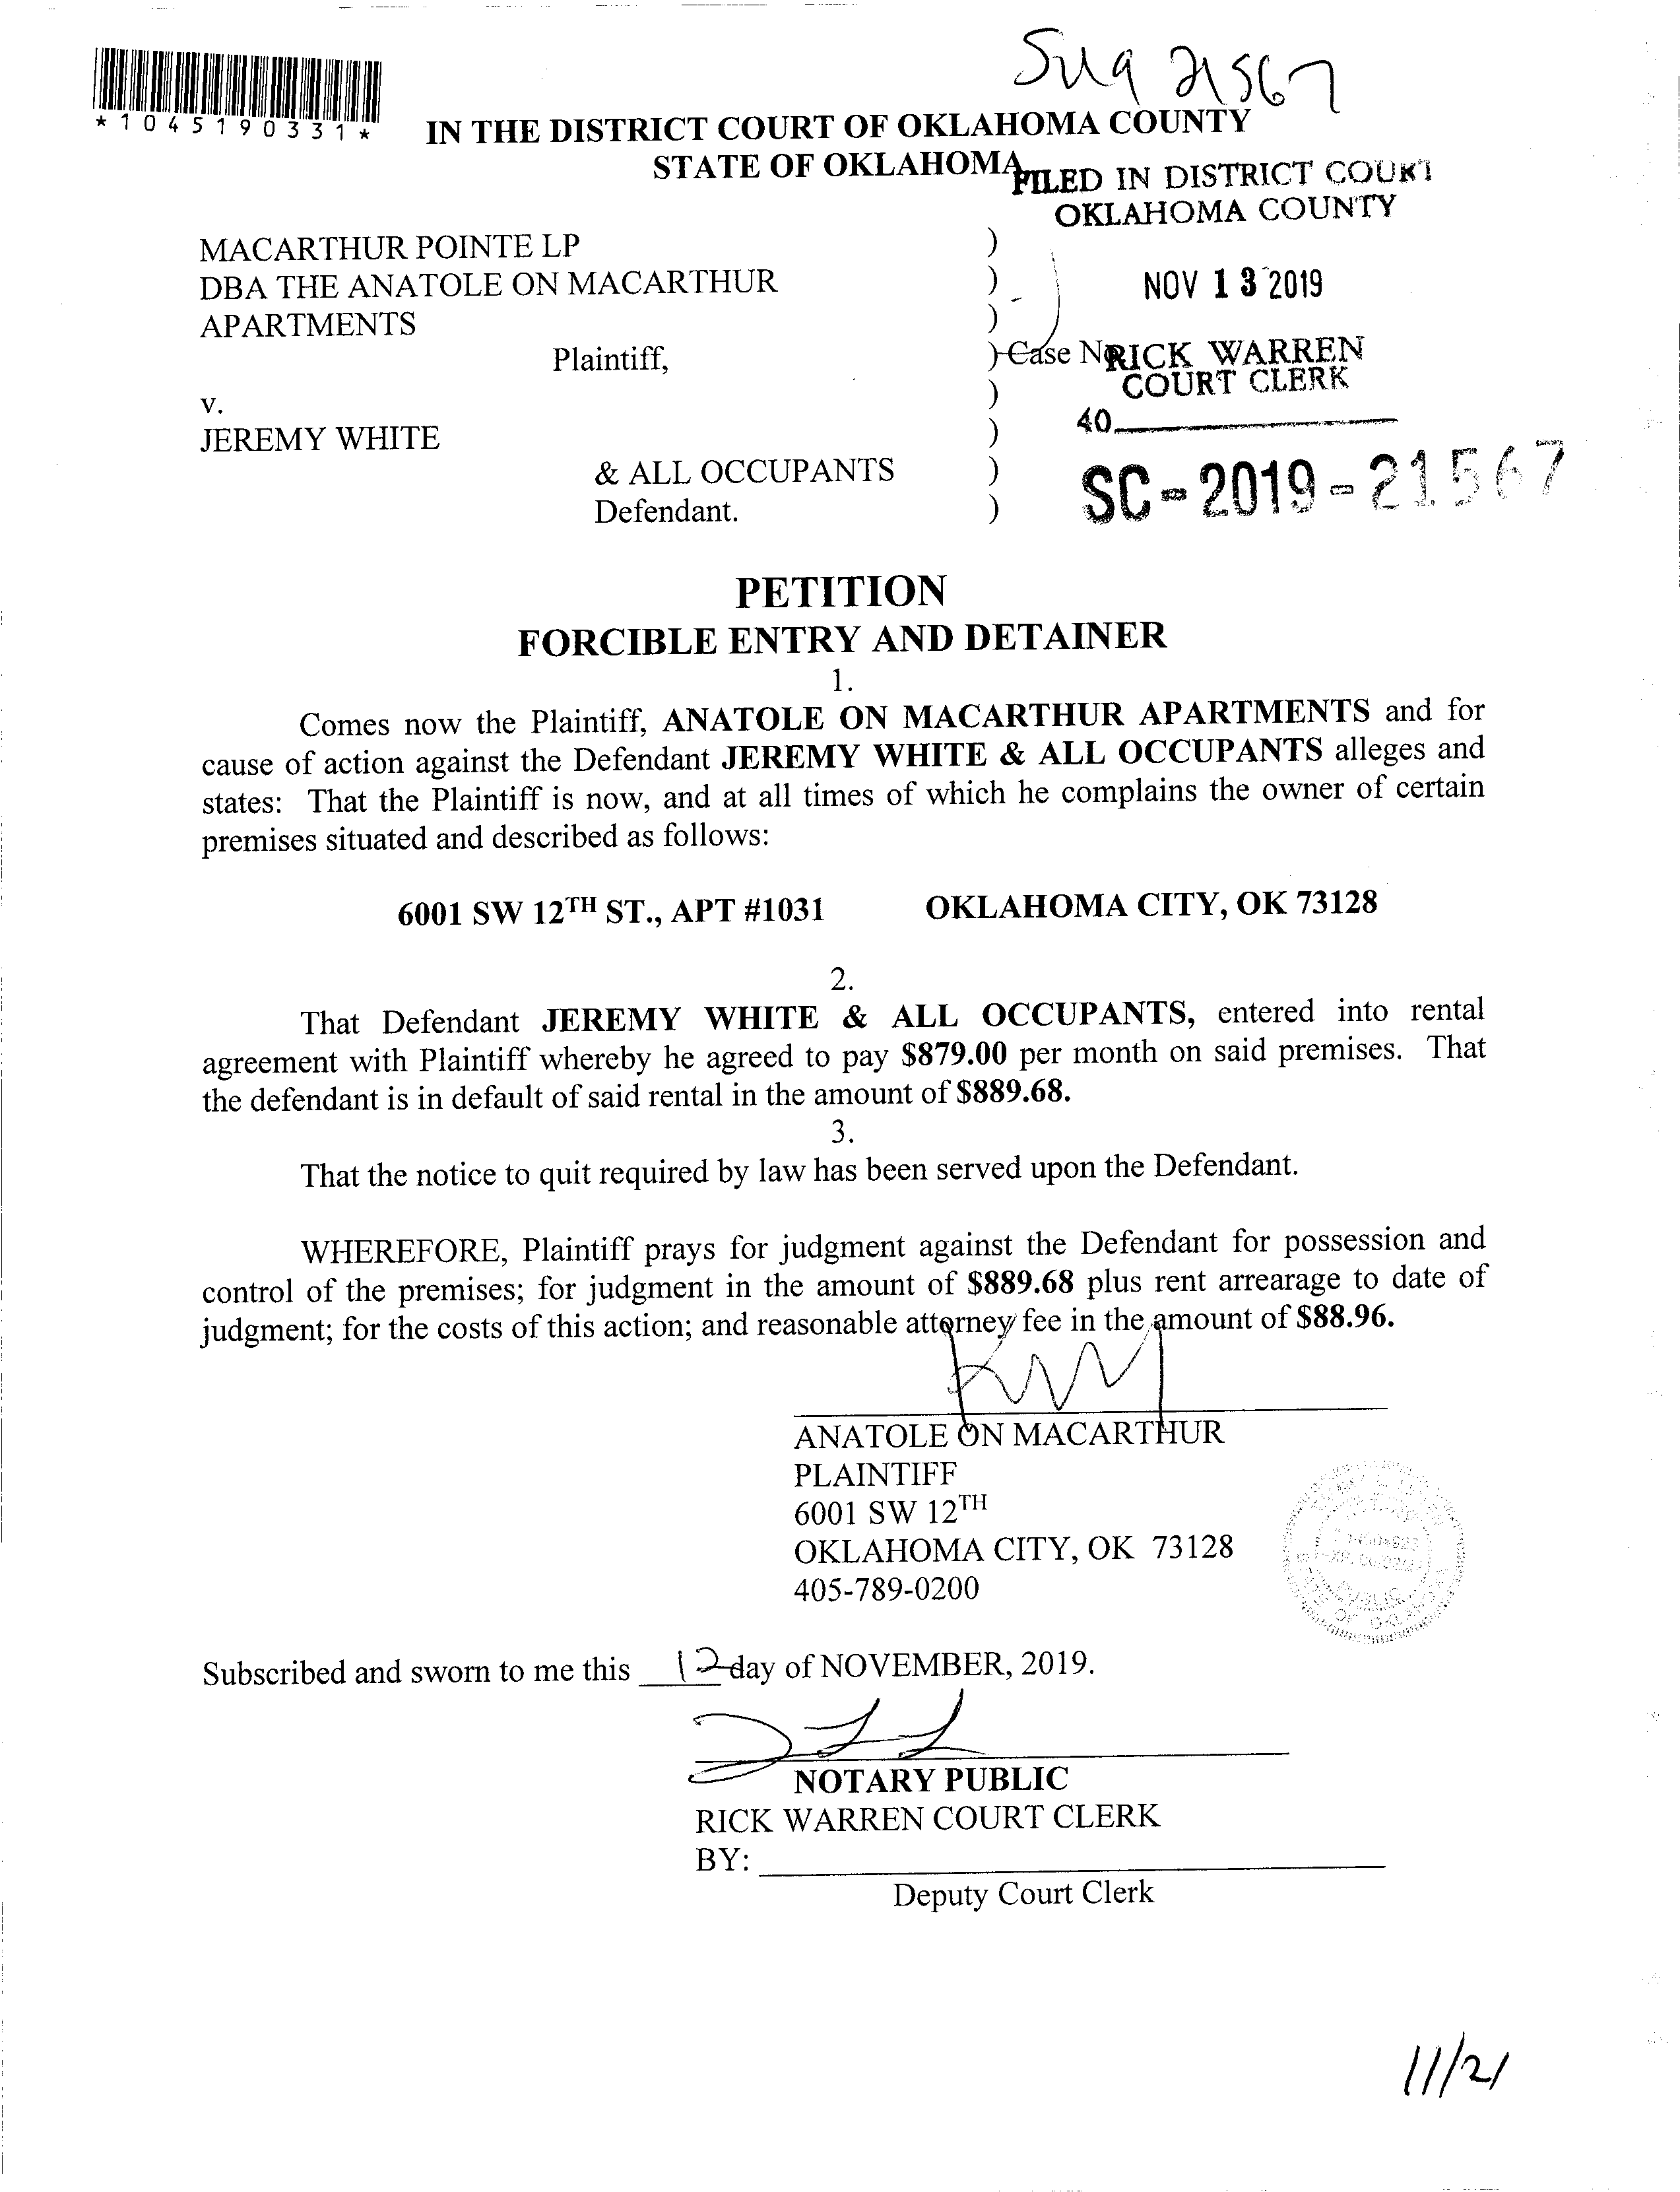 *1045190331*
21567
IN THE DISTRICT COURT OF OKLAHOMA COUNTY
STATE OF OKLAHOMA
FILED IN DISTRICT COURT
OKLAHOMA COUNTY
MACARTHUR POINTE LP )
DBA THE ANATOLE ON MACARTHUR )
APARTMENTS )
NOV 13 2019
Plaintiff, ) Case No
RICK WARREN
COURT CLERK
v. )
40
JEREMY WHITE )
& ALL OCCUPANTS )
Defendant. )
SC-2019-21567
PETITION
FORCIBLE ENTRY AND DETAINER
1.
Comes now the Plaintiff, ANATOLE ON MACARTHUR APARTMENTS and for
cause of action against the Defendant JEREMY WHITE & ALL OCCUPANTS alleges and
states: That the Plaintiff is now, and at all times of which he complains the owner of certain
premises situated and described as follows:
6001 SW 12TH ST., APT #1031 OKLAHOMA CITY, OK 73128
2.
That Defendant JEREMY WHITE & ALL OCCUPANTS, entered into rental
agreement with Plaintiff whereby he agreed to pay $879.00 per month on said premises. That
the defendant is in default of said rental in the amount of $889.68.
3.
That the notice to quit required by law has been served upon the Defendant.
WHEREFORE, Plaintiff prays for judgment against the Defendant for possession and
control of the premises; for judgment in the amount of $889.68 plus rent arrearage to date of
judgment; for the costs of this action; and reasonable attorney fee in the amount of $88.96.
ANATOLE ON MACARTHUR
PLAINTIFF
6001 SW 12TH
OKLAHOMA CITY, OK 73128
405-789-0200
PUBLIC
Subscribed and sworn to me this 12 day of NOVEMBER, 2019.
NOTARY PUBLIC
RICK WARREN COURT CLERK
BY:
Deputy Court Clerk
11/21